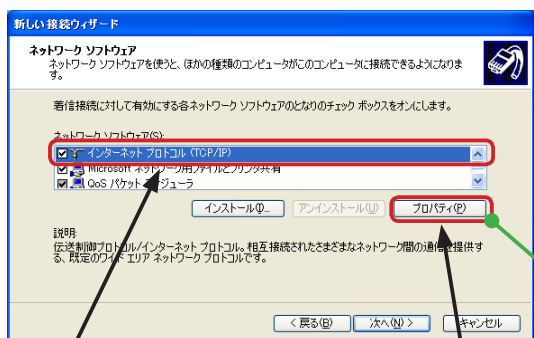 新しい接続ウィザード
ネットワーク ソフトウェア
ネットワーク ソフトウェアを使うと、ほかの種類のコンピュータがこのコンピュータに接続できるようになりま
す。
着信接続に対して有効にする各ネットワーク ソフトウェアのとなりのチェック ボックスをオンにします。
ネットワーク ソフトウェア(S):
インターネット プロトコル (TCP/IP)
Microsoft ネットワーク用ファイルとプリンタ共有
QoS パケット スケジューラ
インストール(I)...
アンインストール(U)
プロパティ(P)
説明
伝送制御プロトコル/インターネット プロトコル。相互接続されたさまざまなネットワーク間の通信を提供す
る、既定のワイド エリア ネットワーク プロトコルです。
< 戻る(B)
次へ(N) >
キャンセル